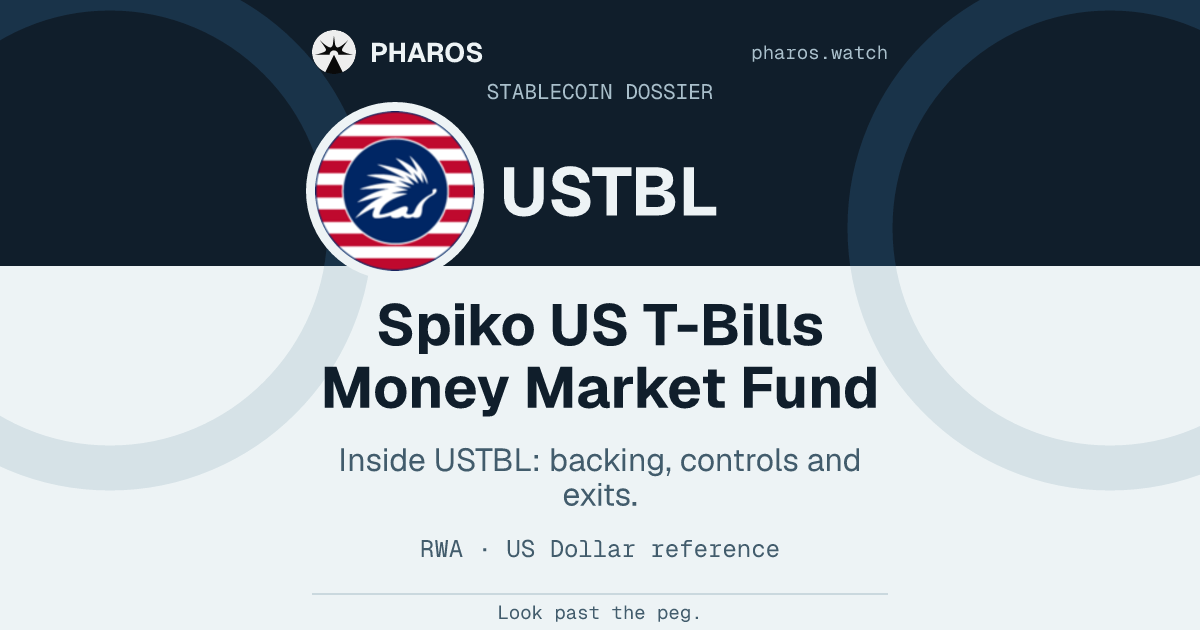 PHAROS
pharos.watch
STABLECOIN DOSSIER
USTBL
Spiko US T-Bills
Money Market Fund
Inside USTBL: backing, controls and
exits.
RWA · US Dollar reference
Look past the peg.